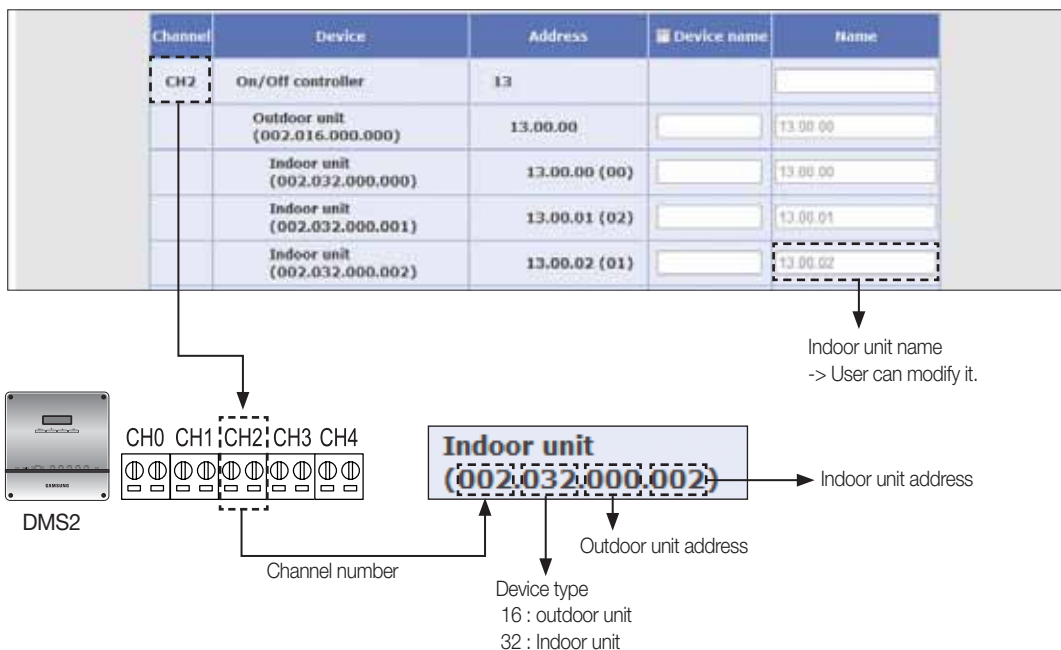 Channel Device Address Device name Name
CH2 On/Off controller 13
Outdoor unit
(002.016.000.000) 13.00.00 13.00.00
Indoor unit
(002.032.000.000) 13.00.00 (00) 13.00.00
Indoor unit
(002.032.000.001) 13.00.01 (02) 13.00.01
Indoor unit
(002.032.000.002) 13.00.02 (01) 13.00.02
Indoor unit name
-> User can modify it.
CH0 CH1 CH2 CH3 CH4
SAMSUNG
DMS2
Indoor unit
(002.032.000.002)
Indoor unit address
Outdoor unit address
Channel number
Device type
16 : outdoor unit
32 : Indoor unit